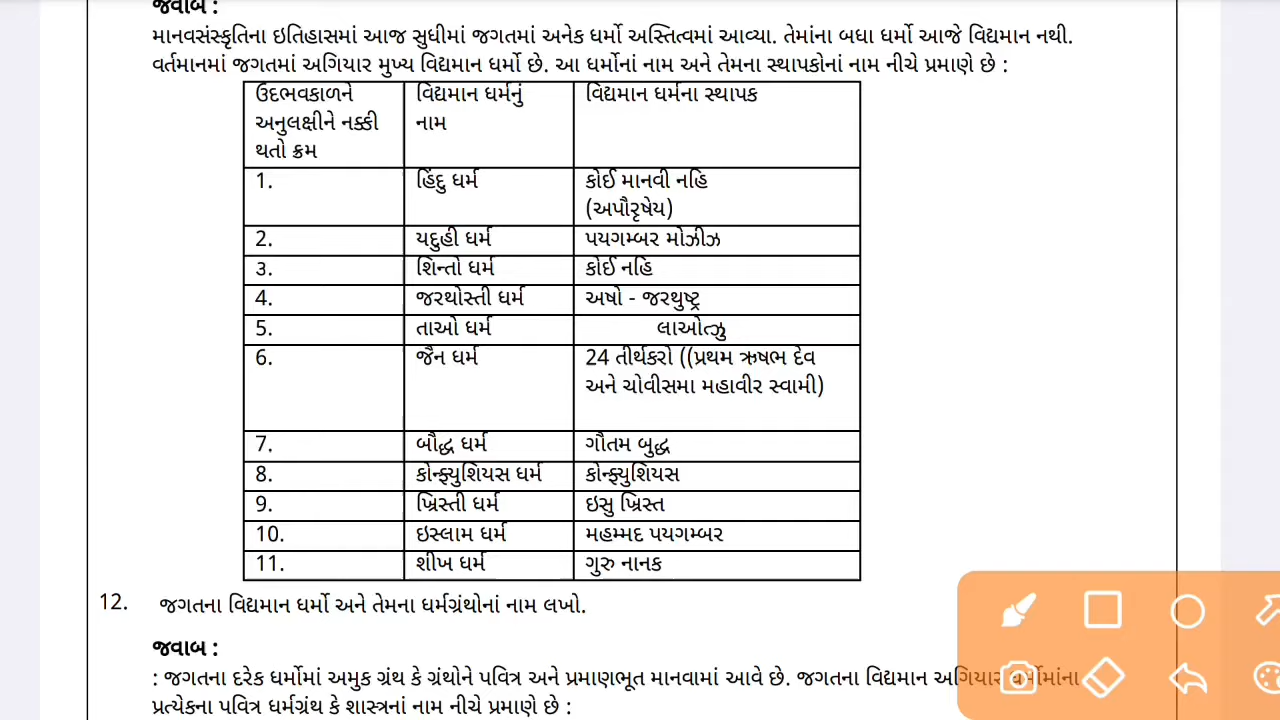 જવાબ :
માનવસંસ્કૃતિના ઇતિહાસમાં આજ સુધીમાં જગતમાં અનેક ધર્મો અસ્તિત્વમાં આવ્યા. તેમાંના બધા ધર્મો આજે વિદ્યમાન નથી.
વર્તમાનમાં જગતમાં અગિયાર મુખ્ય વિદ્યમાન ધર્મો છે. આ ધર્મોનાં નામ અને તેમના સ્થાપકોનાં નામ નીચે પ્રમાણે છે :
ઉદભવકાળને
અનુલક્ષીને નક્કી
થતો ક્રમ
વિદ્યમાન ધર્મનું
નામ
વિદ્યમાન ધર્મના સ્થાપક
1. હિંદુ ધર્મ કોઈ માનવી નહિ
(અપૌરૃષેય)
2. યદુહી ધર્મ પયગમ્બર મોઝીઝ
૩. શિન્તો ધર્મ કોઈ નહિ
4. જરથોસ્તી ધર્મ અષો - જરથુષ્ટ્ર
5. તાઓ ધર્મ લાઓત્ઝુ
6. જૈન ધર્મ 24 તીર્થકરો ((પ્રથમ ઋષભ દેવ
અને ચોવીસમા મહાવીર સ્વામી)
7. બૌદ્ધ ધર્મ ગૌતમ બુદ્ધ
8. કોન્ફ્યુશિયસ ધર્મ કોન્ફ્યુશિયસ
9. ખ્રિસ્તી ધર્મ ઇસુ ખ્રિસ્ત
10. ઇસ્લામ ધર્મ મહમ્મદ પયગમ્બર
11. શીખ ધર્મ ગુરુ નાનક
12. જગતના વિદ્યમાન ધર્મો અને તેમના ધર્મગ્રંથોનાં નામ લખો.
જવાબ :
: જગતના દરેક ધર્મોમાં અમુક ગ્રંથ કે ગ્રંથોને પવિત્ર અને પ્રમાણભૂત માનવામાં આવે છે. જગતના વિદ્યમાન અગિયાર ધર્મોમાંના
પ્રત્યેકના પવિત્ર ધર્મગ્રંથ કે શાસ્ત્રનાં નામ નીચે પ્રમાણે છે :